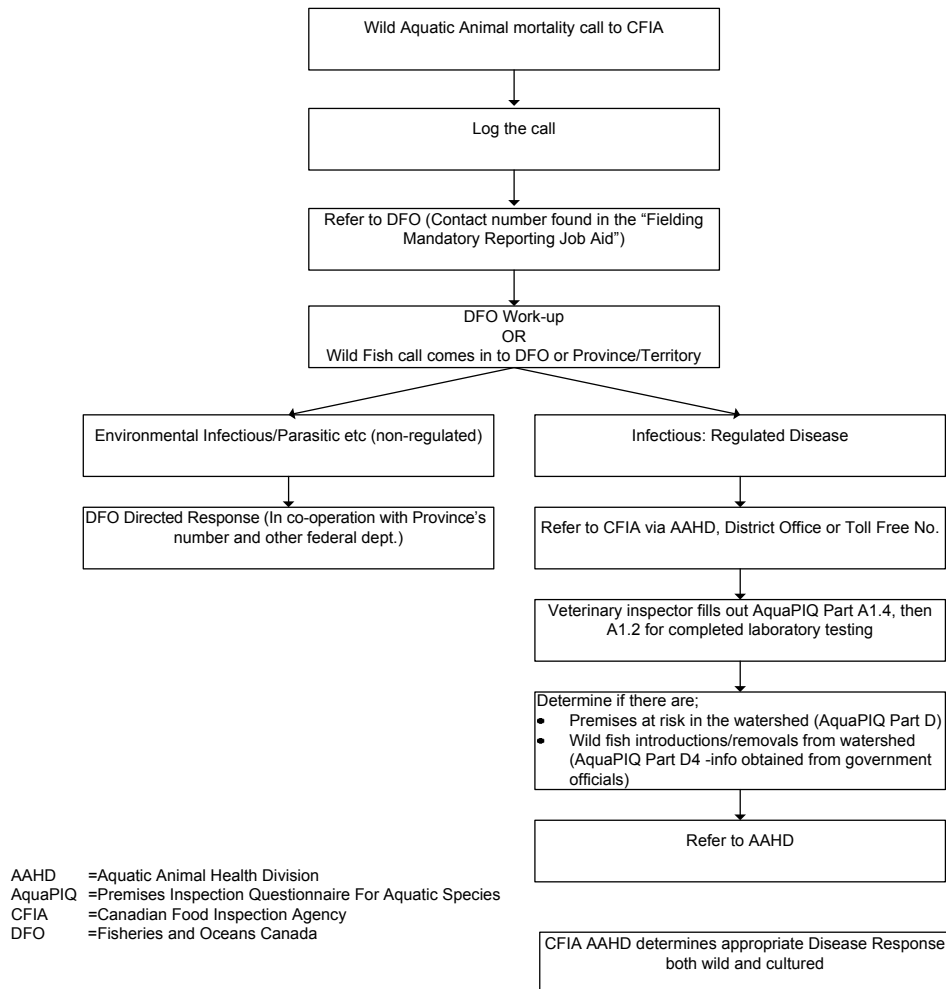 Wild Aquatic Animal mortality call to CFIA
Log the call
Refer to DFO (Contact number found in the “Fielding
Mandatory Reporting Job Aid”)
DFO Work-up
OR
Wild Fish call comes in to DFO or Province/Territory
Environmental Infectious/Parasitic etc (non-regulated)
DFO Directed Response (In co-operation with Province’s
number and other federal dept.)
Infectious: Regulated Disease
Refer to CFIA via AAHD, District Office or Toll Free No.
Veterinary inspector fills out AquaPIQ Part A1.4, then
A1.2 for completed laboratory testing
Determine if there are;
• Premises at risk in the watershed (AquaPIQ Part D)
• Wild fish introductions/removals from watershed
(AquaPIQ Part D4 -info obtained from government
officials)
Refer to AAHD
AAHD =Aquatic Animal Health Division
AquaPIQ =Premises Inspection Questionnaire For Aquatic Species
CFIA =Canadian Food Inspection Agency
DFO =Fisheries and Oceans Canada
CFIA AAHD determines appropriate Disease Response
both wild and cultured